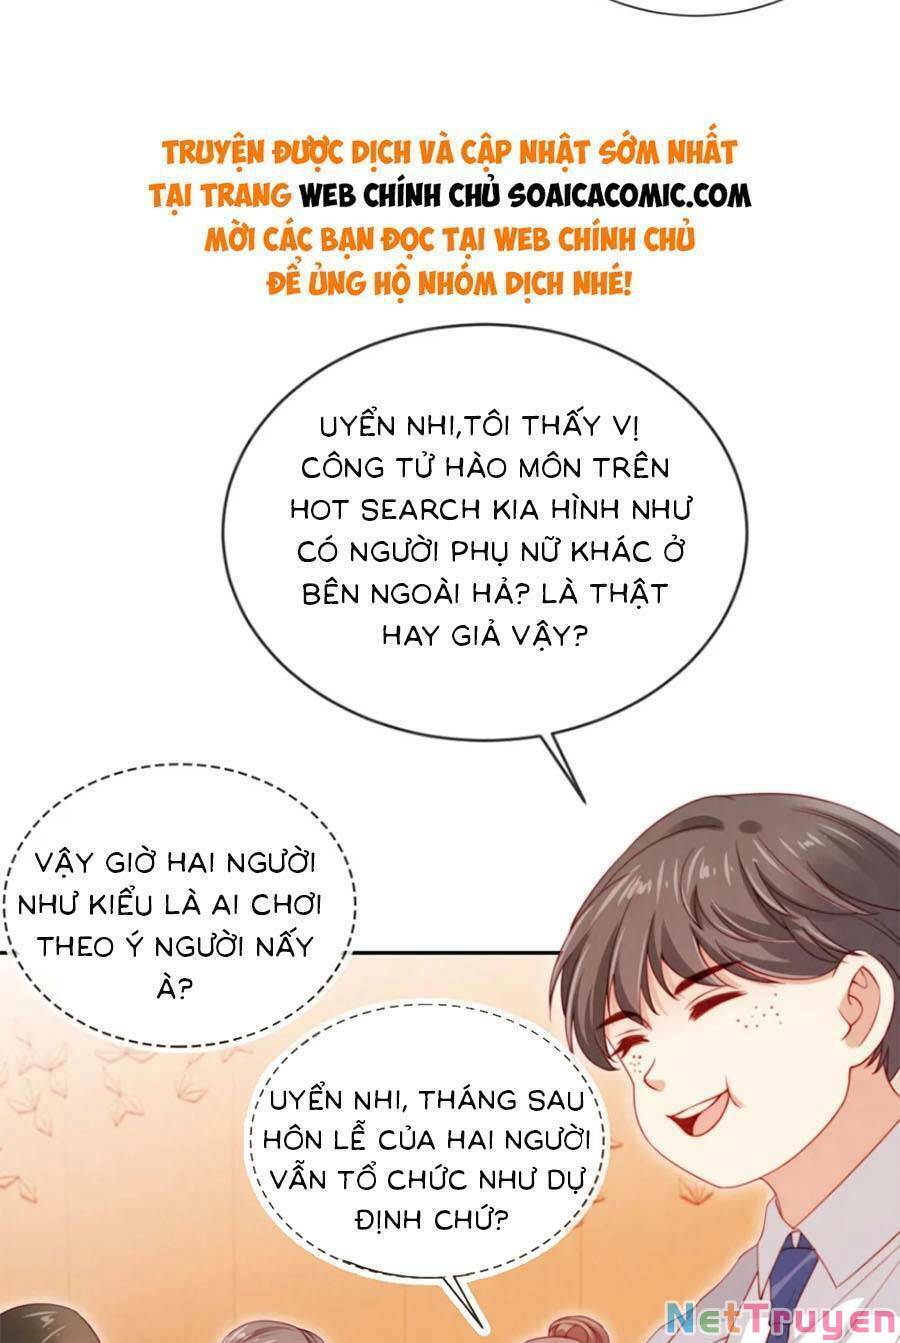 TRUYỆN ĐƯỢC DỊCH VÀ CẬP NHẬT SỚM NHẤT
TẠI TRANG WEB CHÍNH CHỦ SOAICACOMIC.COM
MỜI CÁC BẠN ĐỌC TẠI WEB CHÍNH CHỦ
ĐỂ ỦNG HỘ NHÓM DỊCH NHÉ!
UYỂN NHI,TÔI THẤY VỊ
CÔNG TỬ HÀO MÔN TRÊN
HOT SEARCH KIA HÌNH NHƯ
CÓ NGƯỜI PHỤ NỮ KHÁC Ở
BÊN NGOÀI HẢ? LÀ THẬT
HAY GIẢ VẬY?
VẬY GIỜ HAI NGƯỜI
NHƯ KIỂU LÀ AI CHƠI
THEO Ý NGƯỜI NẤY
À?
UYỂN NHI, THÁNG SAU
HÔN LỄ CỦA HAI NGƯỜI
VẪN TỔ CHỨC NHƯ DỰ
ĐỊNH CHỨ?
NetTruyen